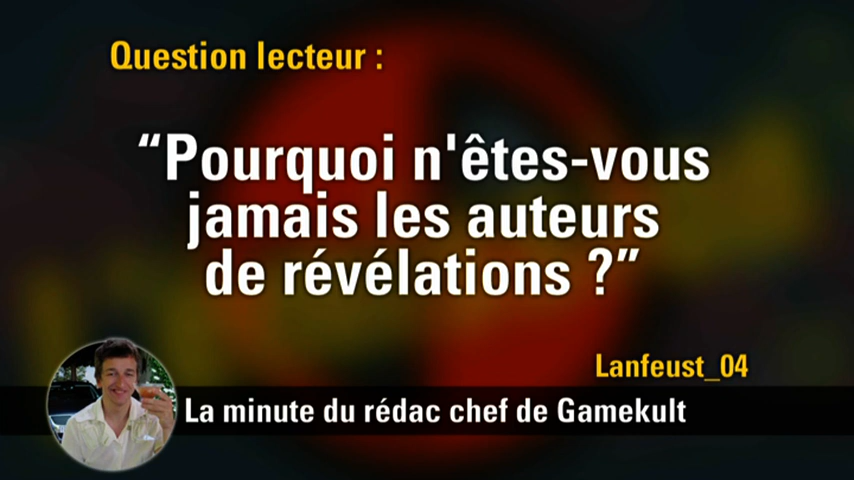 Question lecteur :
“Pourquoi n'êtes-vous
jamais les auteurs
de révélations ?”
Lanfeust_04
La minute du rédac chef de Gamekult